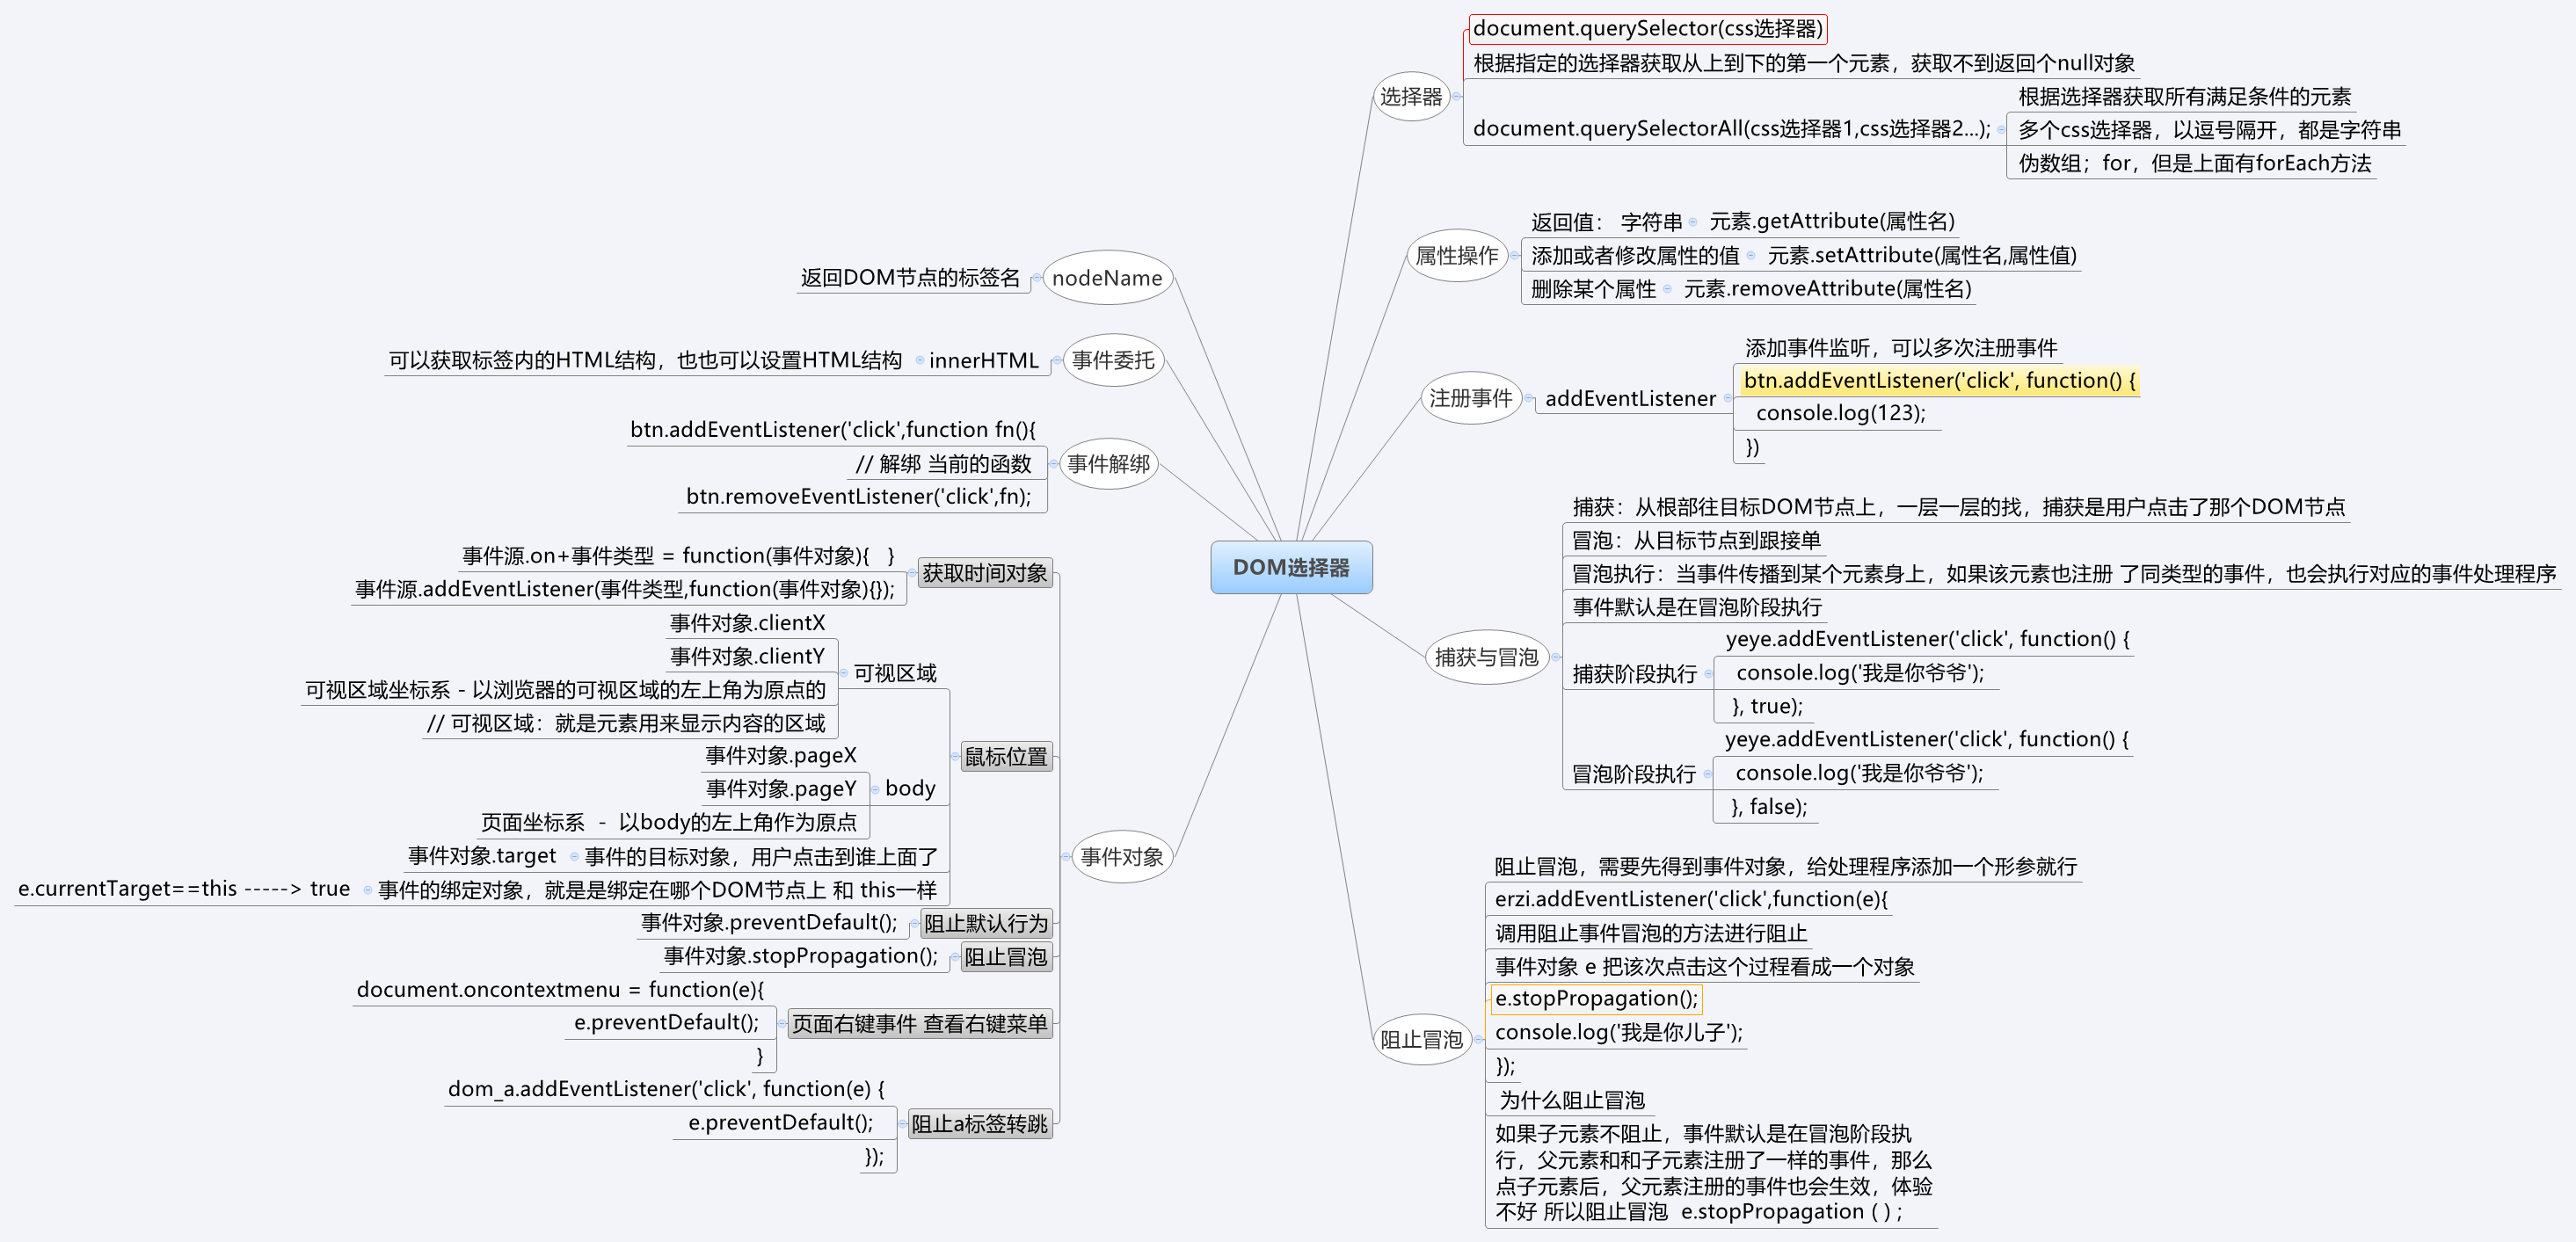 DOM选择器
选择器
document.querySelector(css选择器)
根据指定的选择器获取从上到下的第一个元素，获取不到返回个null对象
document.querySelectorAll(css选择器1,css选择器2...);
根据选择器获取所有满足条件的元素
多个css选择器，以逗号隔开，都是字符串
伪数组；for，但是上面有forEach方法
属性操作
返回值： 字符串
元素.getAttribute(属性名)
添加或者修改属性的值
元素.setAttribute(属性名,属性值)
删除某个属性
元素.removeAttribute(属性名)
注册事件
addEventListener
添加事件监听，可以多次注册事件
btn.addEventListener('click', function() {
console.log(123);
})
捕获与冒泡
捕获：从根部往目标DOM节点上，一层一层的找，捕获是用户点击了那个DOM节点
冒泡：从目标节点到跟接单
冒泡执行：当事件传播到某个元素身上，如果该元素也注册 了同类型的事件，也会执行对应的事件处理程序
事件默认是在冒泡阶段执行
捕获阶段执行
yeye.addEventListener('click', function() {
console.log('我是你爷爷');
}, true);
冒泡阶段执行
yeye.addEventListener('click', function() {
console.log('我是你爷爷');
}, false);
阻止冒泡
阻止冒泡，需要先得到事件对象，给处理程序添加一个形参就行
erzi.addEventListener('click',function(e){
调用阻止事件冒泡的方法进行阻止
事件对象 e 把该次点击这个过程看成一个对象
e.stopPropagation();
console.log('我是你儿子');
});
为什么阻止冒泡
如果子元素不阻止，事件默认是在冒泡阶段执
行，父元素和和子元素注册了一样的事件，那么
点子元素后，父元素注册的事件也会生效，体验
不好 所以阻止冒泡  e.stopPropagation ( ) ;
nodeName
返回DOM节点的标签名
事件委托
innerHTML
可以获取标签内的HTML结构，也也可以设置HTML结构
事件解绑
btn.addEventListener('click',function fn(){
// 解绑 当前的函数
btn.removeEventListener('click',fn);
事件对象
获取时间对象
事件源.on+事件类型 = function(事件对象){   }
事件源.addEventListener(事件类型,function(事件对象){});
鼠标位置
可视区域
事件对象.clientX
事件对象.clientY
可视区域坐标系 - 以浏览器的可视区域的左上角为原点的
// 可视区域：就是元素用来显示内容的区域
body
事件对象.pageX
事件对象.pageY
页面坐标系  -  以body的左上角作为原点
事件的目标对象，用户点击到谁上面了
事件对象.target
事件的绑定对象，就是是绑定在哪个DOM节点上 和 this一样
e.currentTarget==this -----> true
阻止默认行为
事件对象.preventDefault();
阻止冒泡
事件对象.stopPropagation();
页面右键事件 查看右键菜单
document.oncontextmenu = function(e){
e.preventDefault();
}
阻止a标签转跳
dom_a.addEventListener('click', function(e) {
e.preventDefault();
});